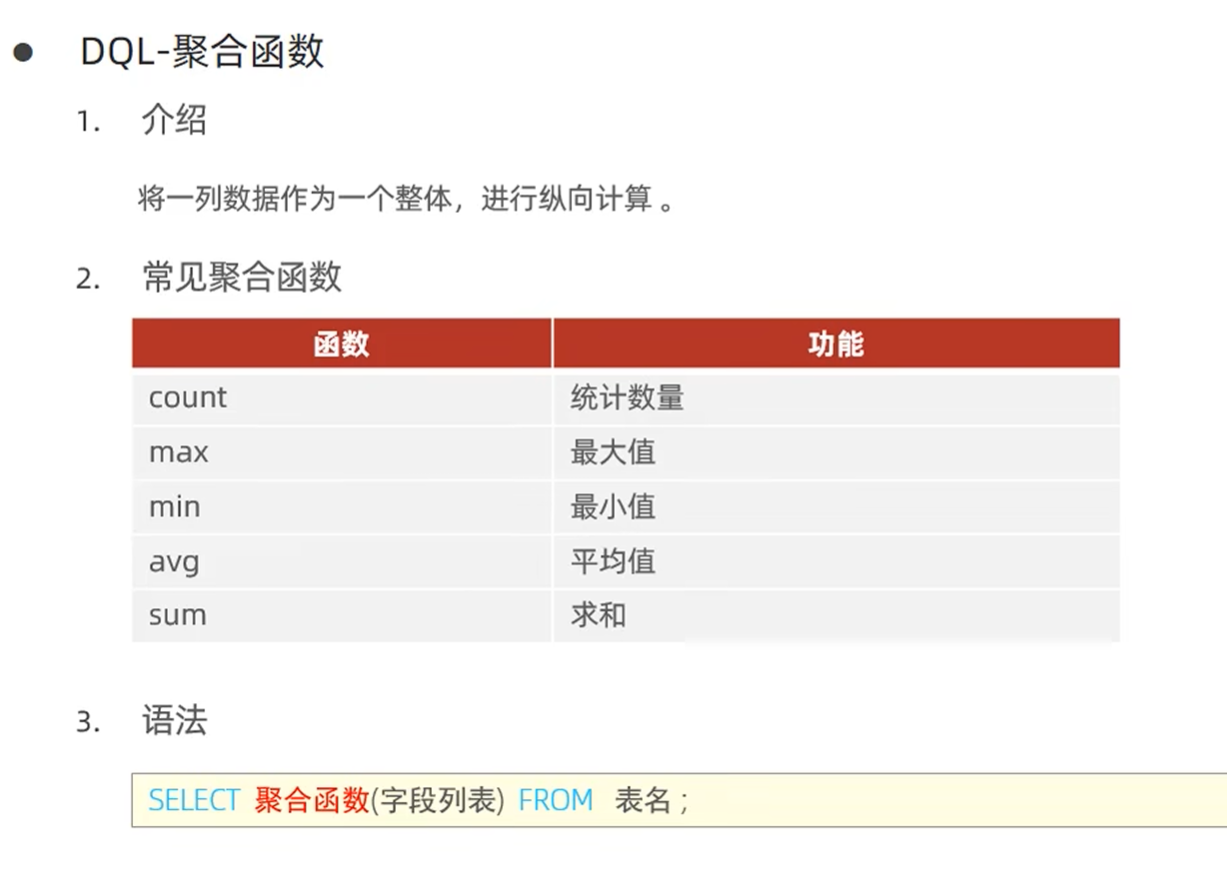 ● DQL-聚合函数
1. 介绍
将一列数据作为一个整体，进行纵向计算 。
2. 常见聚合函数
函数 功能
count 统计数量
max 最大值
min 最小值
avg 平均值
sum 求和
3. 语法
SELECT 聚合函数(字段列表) FROM 表名 ;